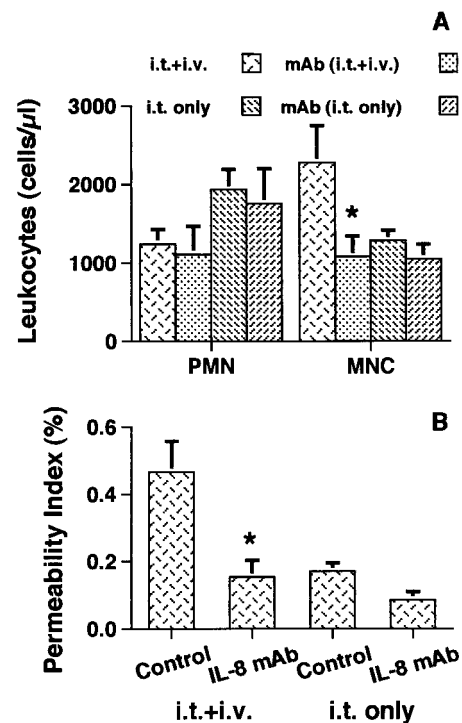 A
i.t.+i.v. mAb (i.t.+i.v.)
i.t. only mAb (i.t. only)
Leukocytes (cells/µl)
3000
2000
1000
0
PMN MNC
*
B
Permeability Index (%)
0.6
0.4
0.2
0.0
*
Control IL-8 mAb Control IL-8 mAb
i.t.+i.v. i.t. only